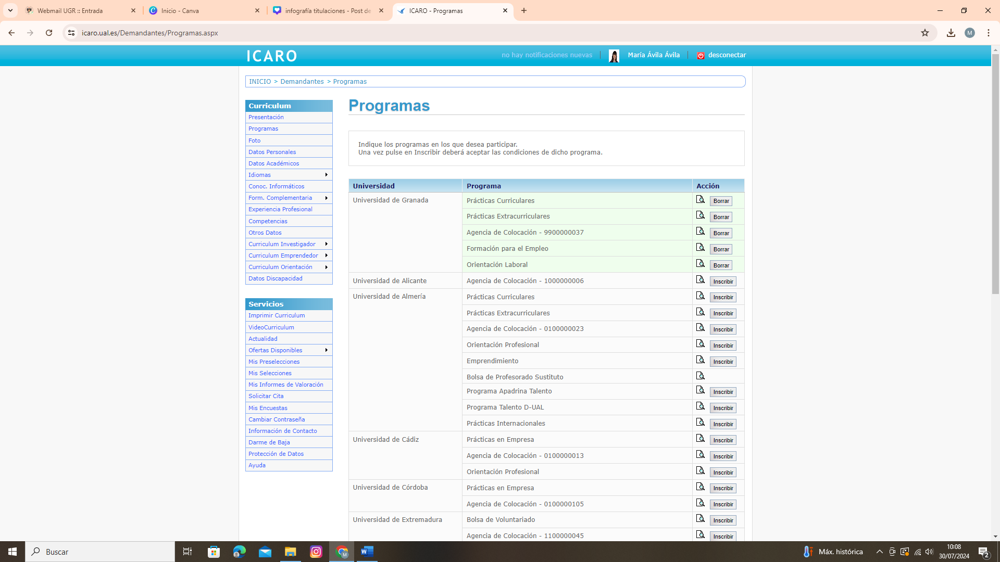 Webmail UGR :: Entrada
Inicio - Canva
infografía titulaciones - Post de
ICARO - Programas
icaro.ual.es/Demandantes/Programas.aspx
M
ICARO
no hay notificaciones nuevas
María Ávila Ávila
desconectar
INICIO > Demandantes > Programas
Curriculum
Presentación
Programas
Foto
Datos Personales
Datos Académicos
Idiomas
Conoc. Informáticos
Form. Complementaria
Experiencia Profesional
Competencias
Otros Datos
Curriculum Investigador
Curriculum Emprendedor
Curriculum Orientación
Datos Discapacidad
Servicios
Imprimir Curriculum
VideoCurriculum
Actualidad
Ofertas Disponibles
Mis Preselecciones
Mis Selecciones
Mis Informes de Valoración
Solicitar Cita
Mis Encuestas
Cambiar Contraseña
Información de Contacto
Darme de Baja
Protección de Datos
Ayuda
Programas
Indique los programas en los que desea participar.
Una vez pulse en Inscribir deberá aceptar las condiciones de dicho programa.
Universidad Programa Acción
Universidad de Granada Prácticas Curriculares Borrar
Prácticas Extracurriculares Borrar
Agencia de Colocación - 9900000037 Borrar
Formación para el Empleo Borrar
Orientación Laboral Borrar
Universidad de Alicante Agencia de Colocación - 1000000006 Inscribir
Universidad de Almería Prácticas Curriculares Inscribir
Prácticas Extracurriculares Inscribir
Agencia de Colocación - 0100000023 Inscribir
Orientación Profesional Inscribir
Emprendimiento Inscribir
Bolsa de Profesorado Sustituto
Programa Apadrina Talento Inscribir
Programa Talento D-UAL Inscribir
Prácticas Internacionales Inscribir
Universidad de Cádiz Prácticas en Empresa Inscribir
Agencia de Colocación - 0100000013 Inscribir
Orientación Profesional Inscribir
Universidad de Córdoba Prácticas en Empresa Inscribir
Agencia de Colocación - 0100000105 Inscribir
Universidad de Extremadura Bolsa de Voluntariado Inscribir
Agencia de Colocación - 1100000045 Inscribir
Buscar
M
W
Máx. histórica
10:08
30/07/2024
2